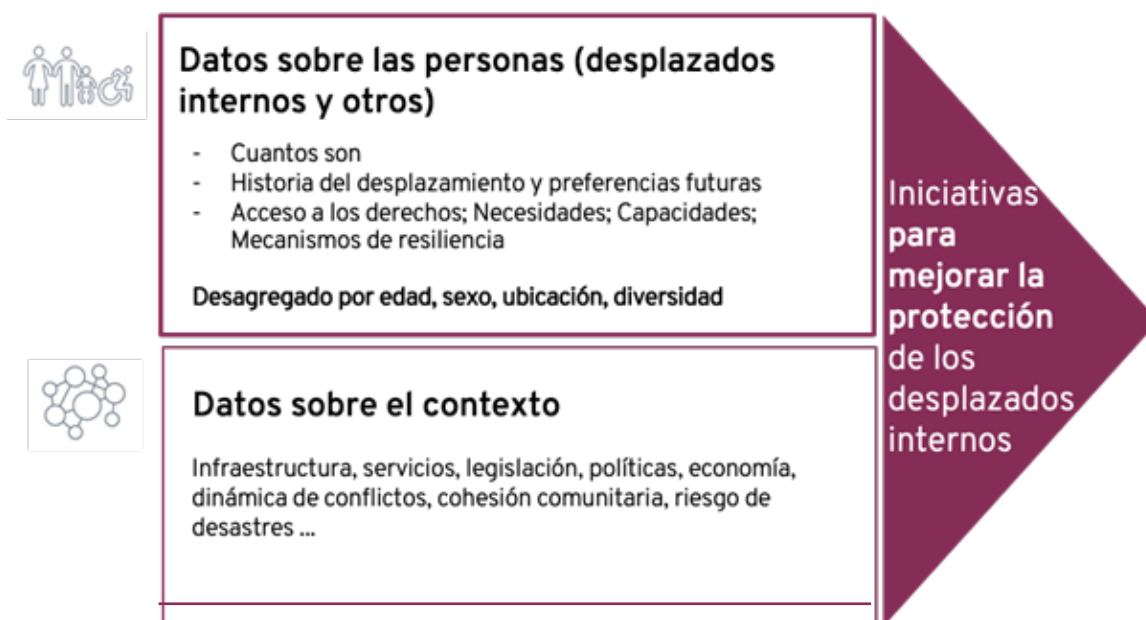 Datos sobre las personas (desplazados
internos y otros)
- Cuantos son
- Historia del desplazamiento y preferencias futuras
- Acceso a los derechos; Necesidades; Capacidades;
Mecanismos de resiliencia
Desagregado por edad, sexo, ubicación, diversidad
Datos sobre el contexto
Infraestructura, servicios, legislación, políticas, economía,
dinámica de conflictos, cohesión comunitaria, riesgo de
desastres ...
Iniciativas
para
mejorar la
protección
de los
desplazados
internos